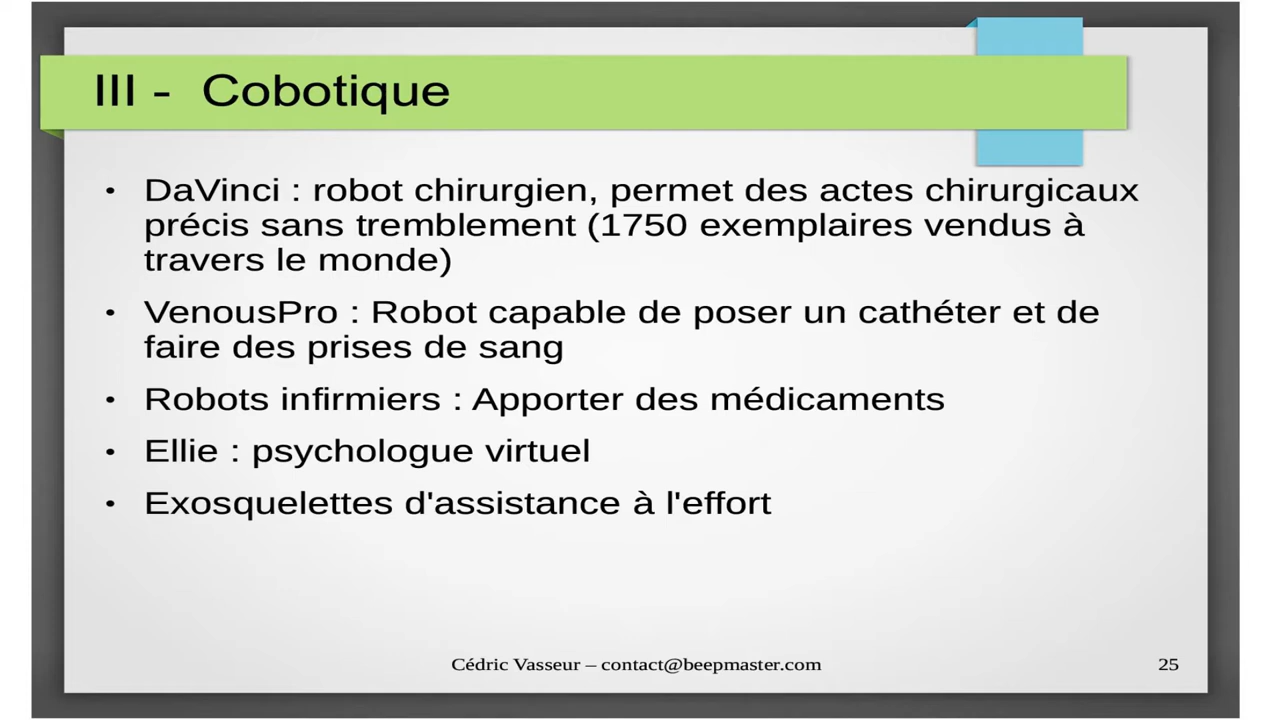 III - Cobotique
• DaVinci : robot chirurgien, permet des actes chirurgicaux
précis sans tremblement (1750 exemplaires vendus à
travers le monde)
• VenousPro : Robot capable de poser un cathéter et de
faire des prises de sang
• Robots infirmiers : Apporter des médicaments
• Ellie : psychologue virtuel
• Exosquelettes d'assistance à l'effort
Cédric Vasseur – contact@beepmaster.com
25